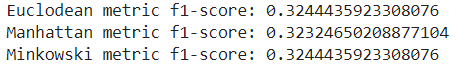 Euclodean metric f1-score: 0.3244435923308076
Manhattan metric f1-score: 0.32324650208877104
Minkowski metric f1-score: 0.3244435923308076